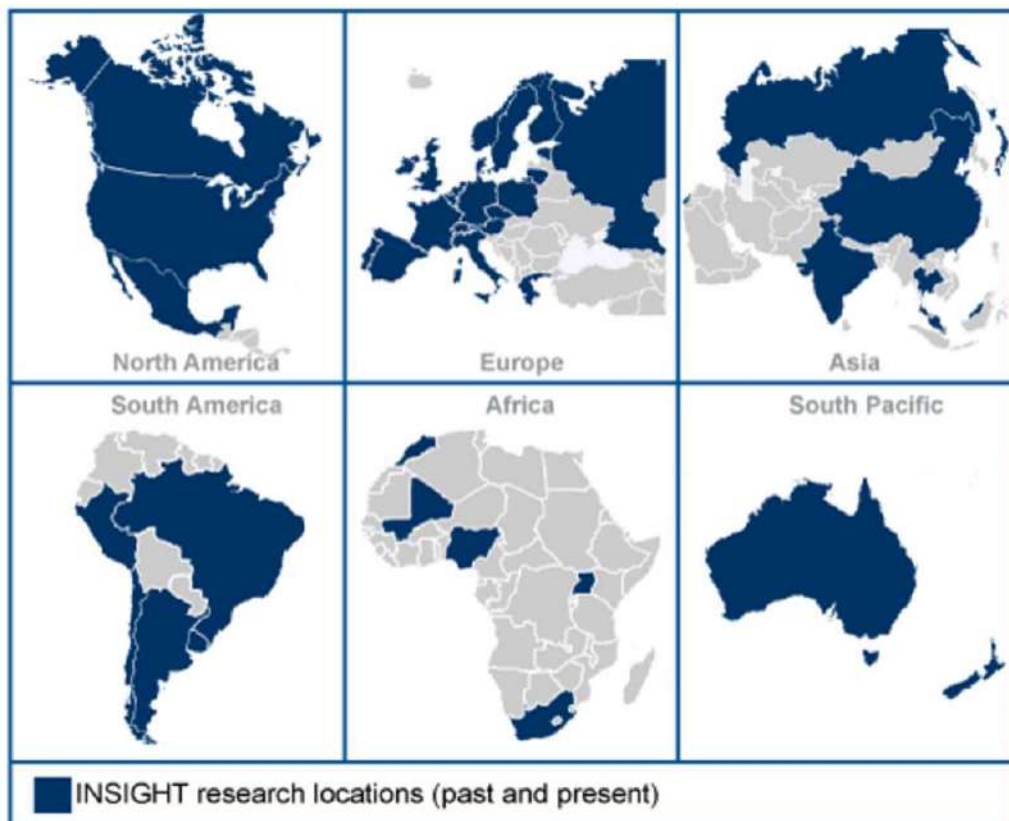 North America
Europe
Asia
South America
Africa
South Pacific
INSIGHT research locations (past and present)